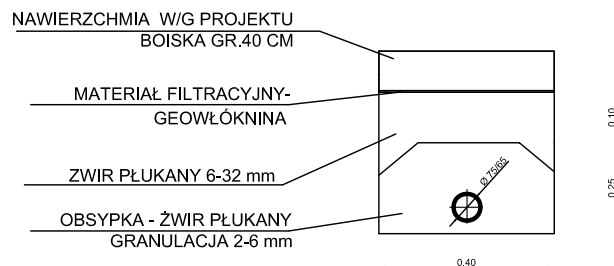 NAWIERZCHMIA W/G PROJEKTU
BOISKA GR.40 CM
MATERIAŁ FILTRACYJNY-
GEOWŁÓKNINA
ZWIR PŁUKANY 6-32 mm
OBSYPKA - ŻWIR PŁUKANY
GRANULACJA 2-6 mm
Ø 75/65
0.10
0.25
0.40